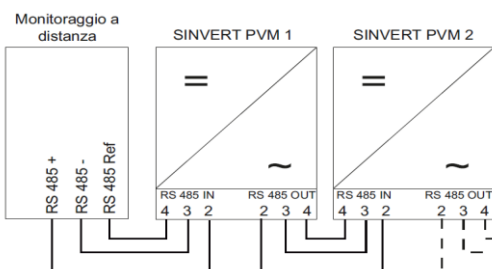 Monitoraggio a
distanza
SINVERT PVM 1
SINVERT PVM 2
=
=
~
~
RS 485 +
RS 485 -
RS 485 Ref
RS 485 IN
RS 485 OUT
RS 485 IN
RS 485 OUT
4 3 2
2 3 4
4 3 2
2 3 4